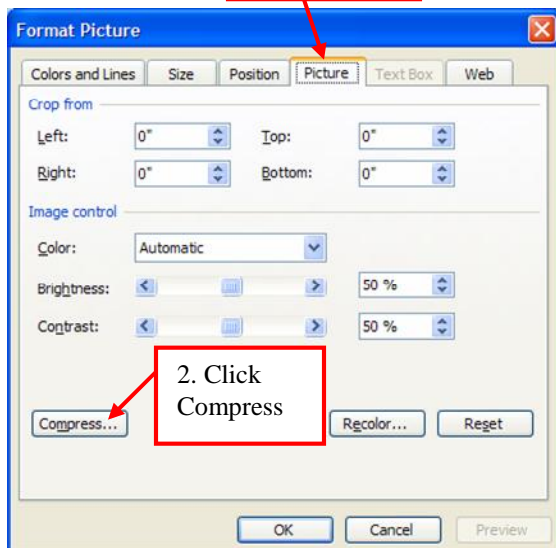 Format Picture
Colors and Lines Size Position Picture Text Box Web
Crop from
Left: 0" Top: 0"
Right: 0" Bottom: 0"
Image control
Color: Automatic
Brightness: 50 %
Contrast: 50 %
2. Click
Compress
Compress... Recolor... Reset
OK Cancel Preview